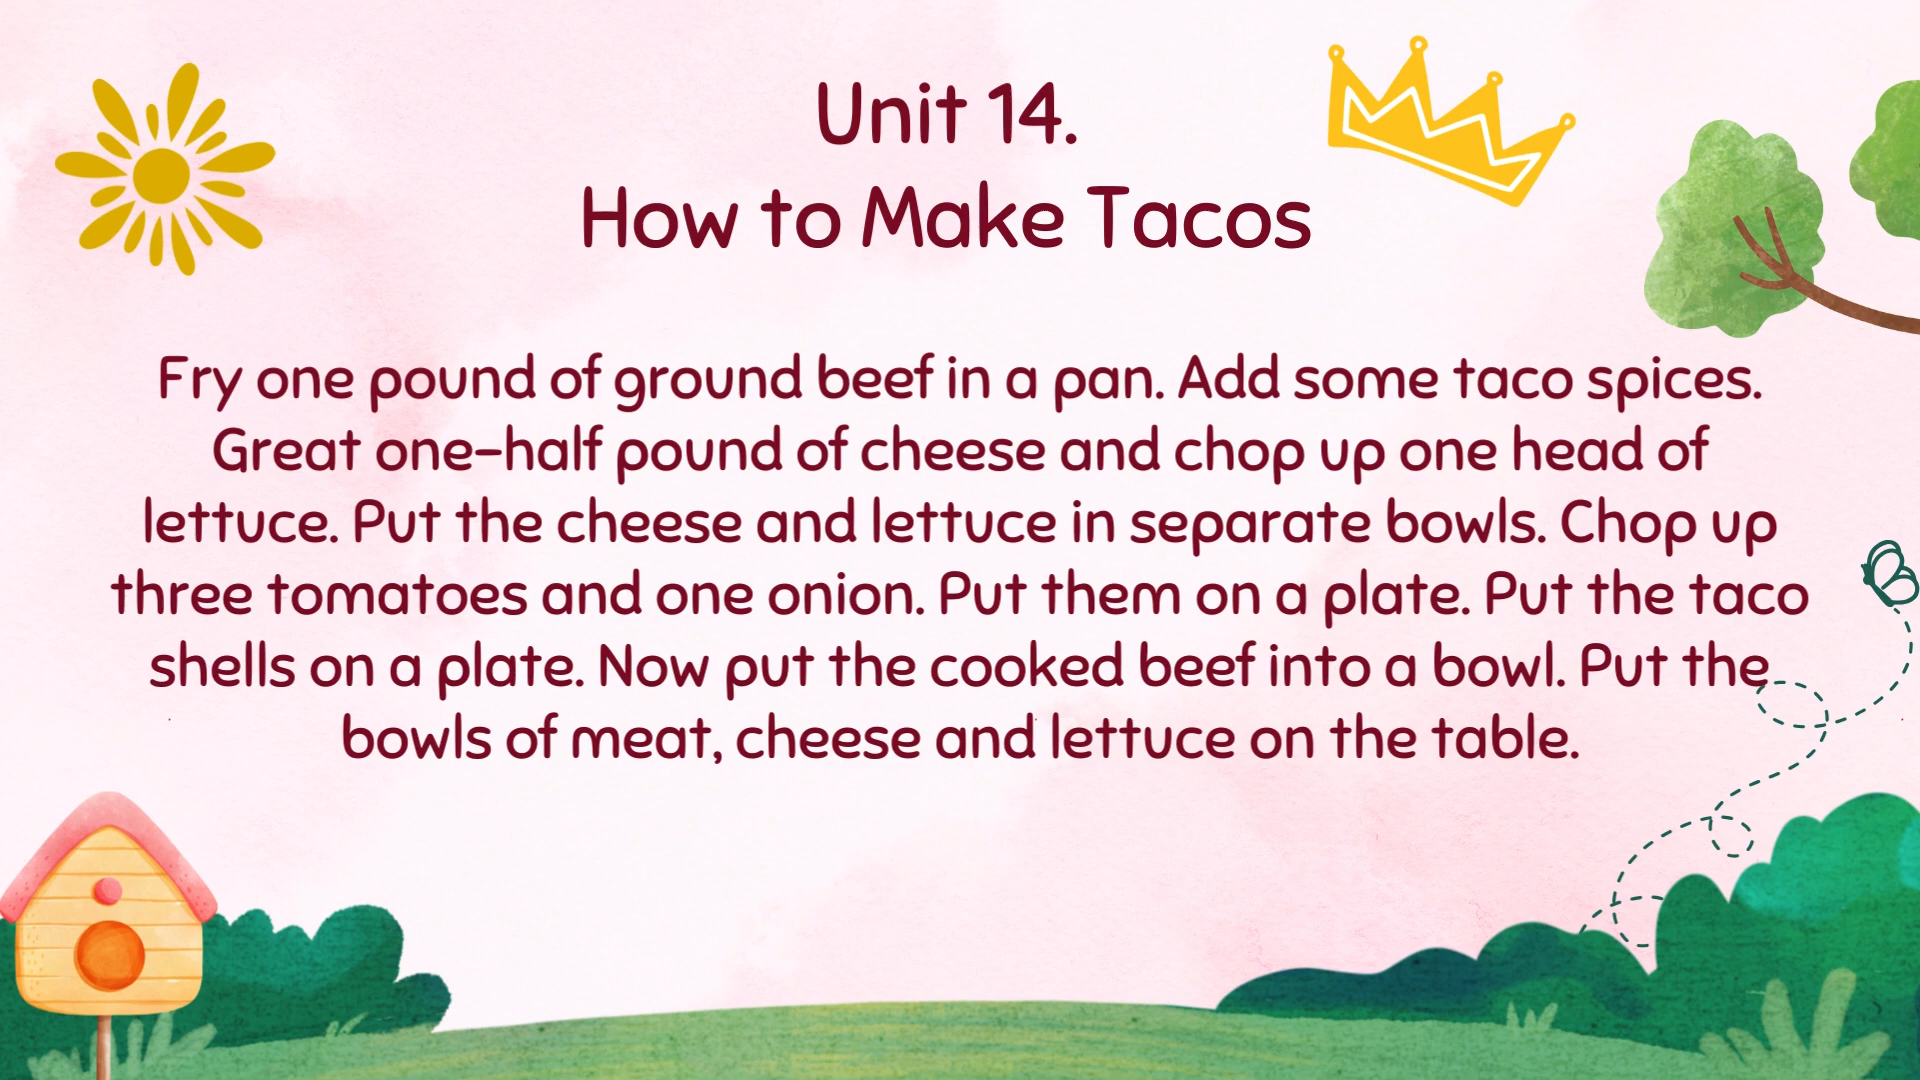 Unit 14.
How to Make Tacos
Fry one pound of ground beef in a pan. Add some taco spices.
Great one-half pound of cheese and chop up one head of
lettuce. Put the cheese and lettuce in separate bowls. Chop up
three tomatoes and one onion. Put them on a plate. Put the taco
shells on a plate. Now put the cooked beef into a bowl. Put the
bowls of meat, cheese and lettuce on the table.